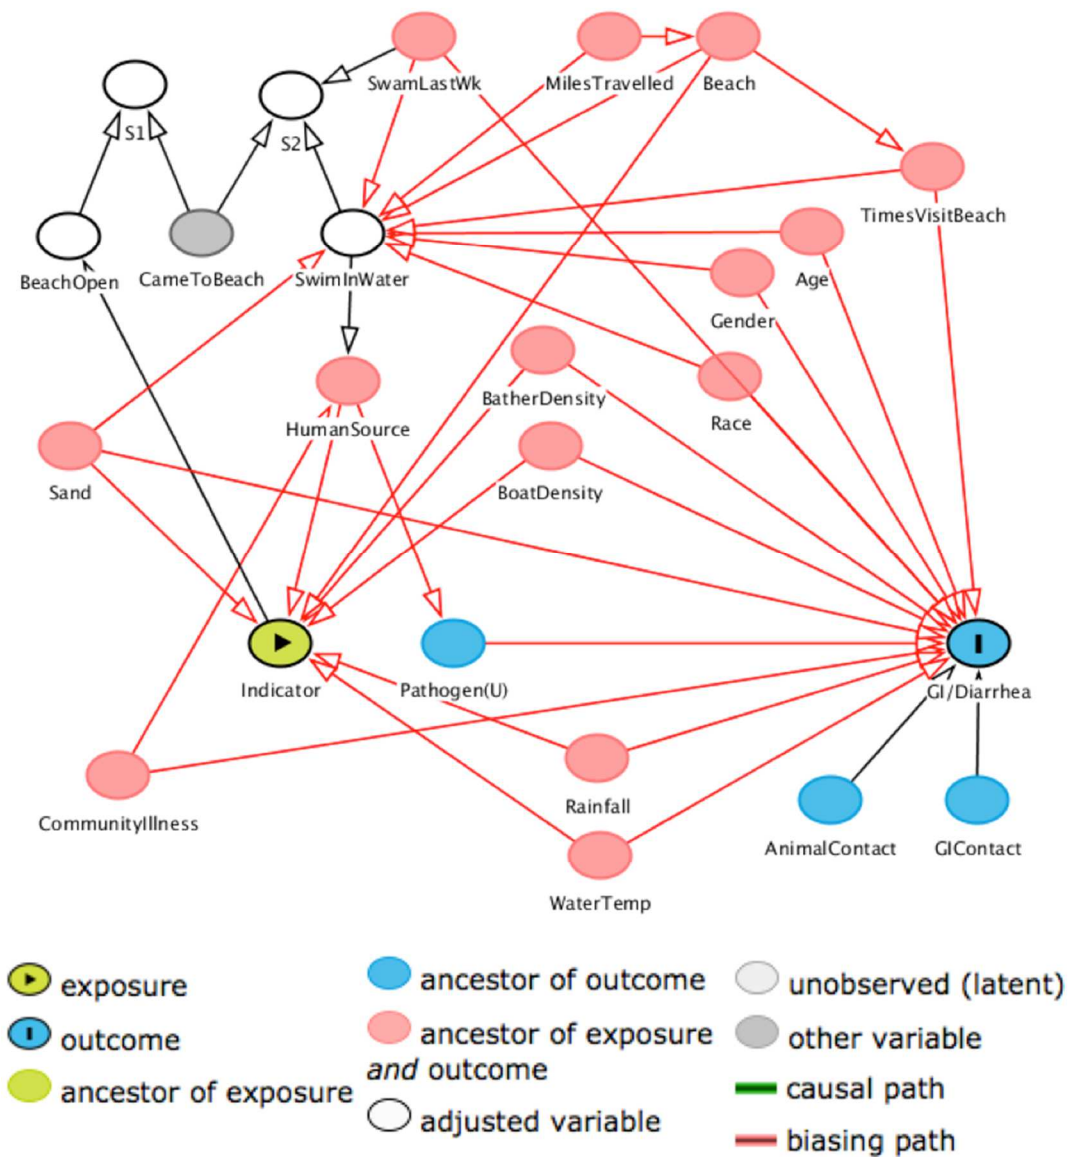 SwamLastWk
MilesTravelled
Beach
S1
S2
TimesVisitBeach
BeachOpen
CameToBeach
SwimInWater
Age
Gender
BatherDensity
Race
HumanSource
Sand
BoatDensity
Indicator
Pathogen(U)
GI/Diarrhea
Rainfall
CommunityIllness
AnimalContact
GIContact
WaterTemp
exposure
outcome
ancestor of exposure
ancestor of outcome
ancestor of exposure
and outcome
adjusted variable
unobserved (latent)
other variable
causal path
biasing path